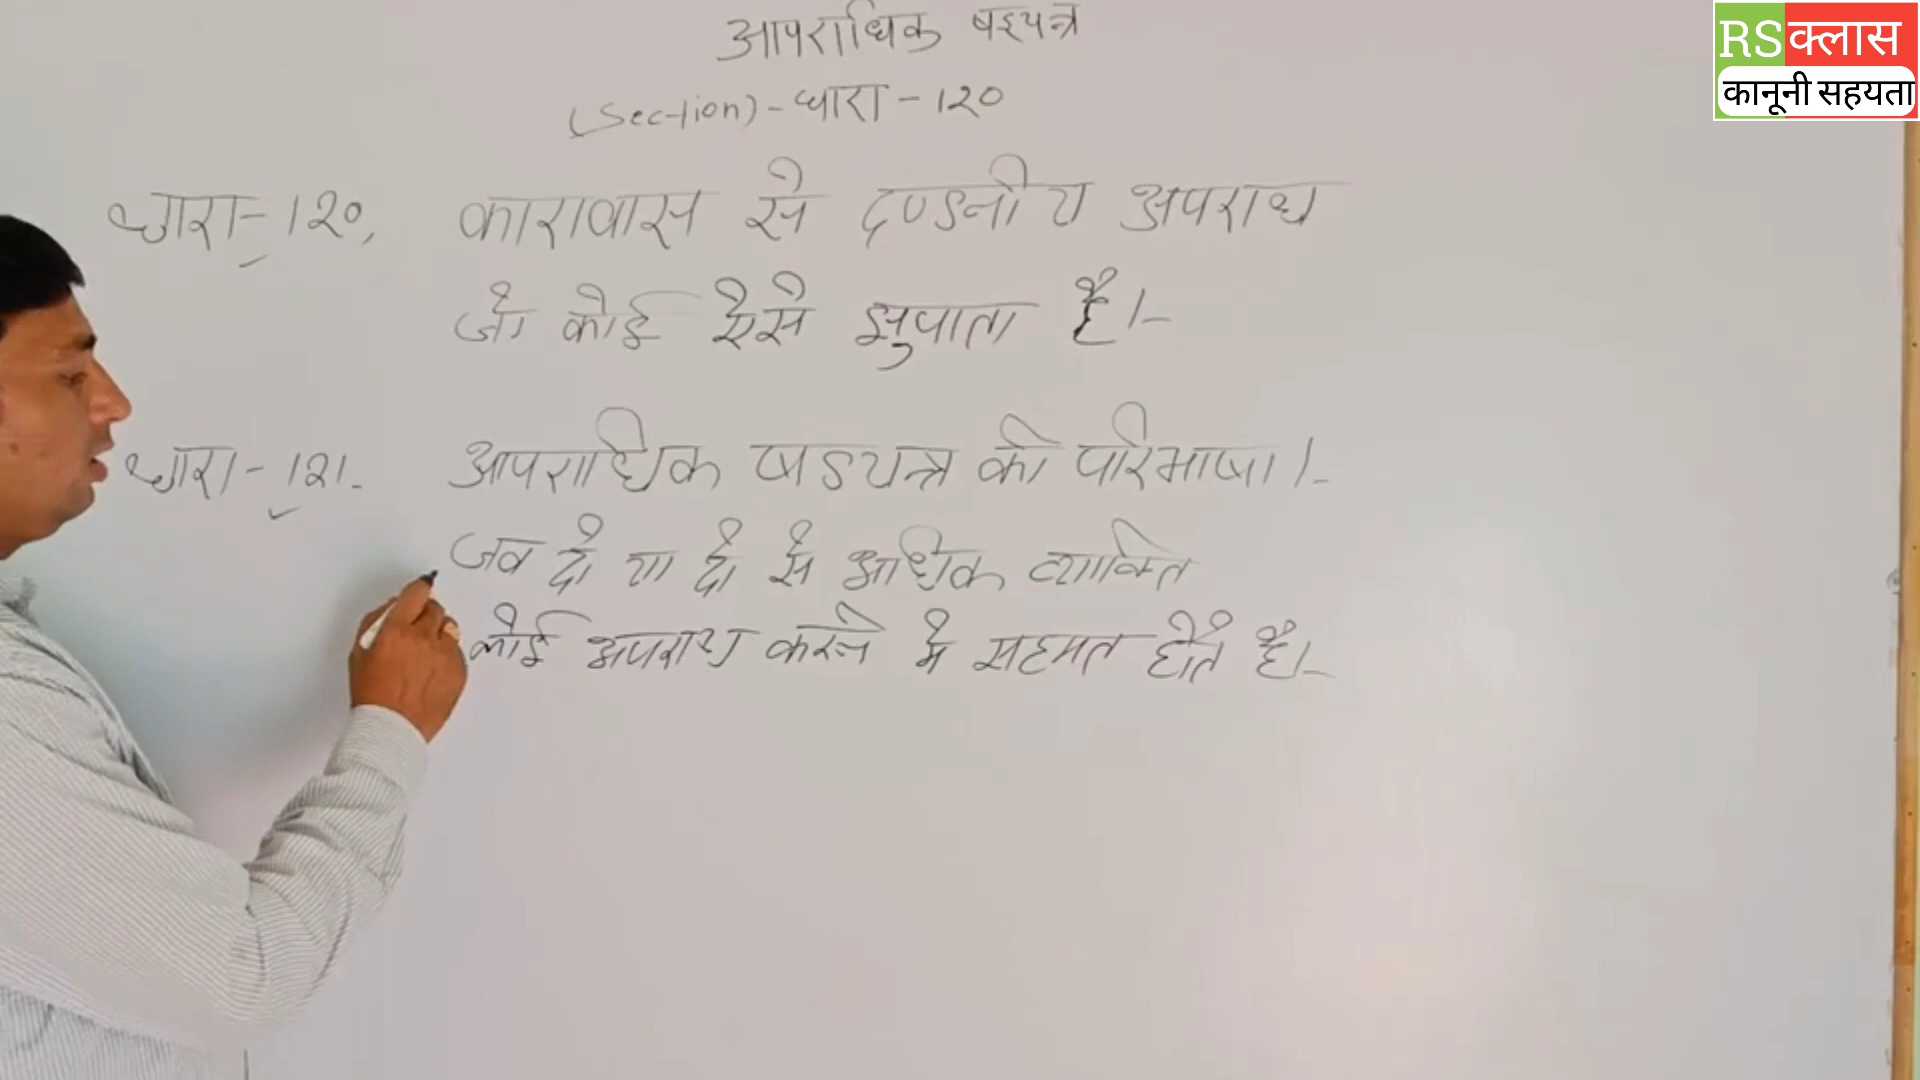 आपराधिक षडयन्त्र
(Section) - धारा - 120
धारा - 120, कारावास से दण्डनीय अपराध
जो कोई ऐसे छुपाता है।-
धारा - 121- आपराधिक षडयन्त्र की परिभाषा।-
जब दो या दो से अधिक व्यक्ति
कोई अपराध करने मे सहमत होते है।-
RS क्लास
कानूनी सहयता